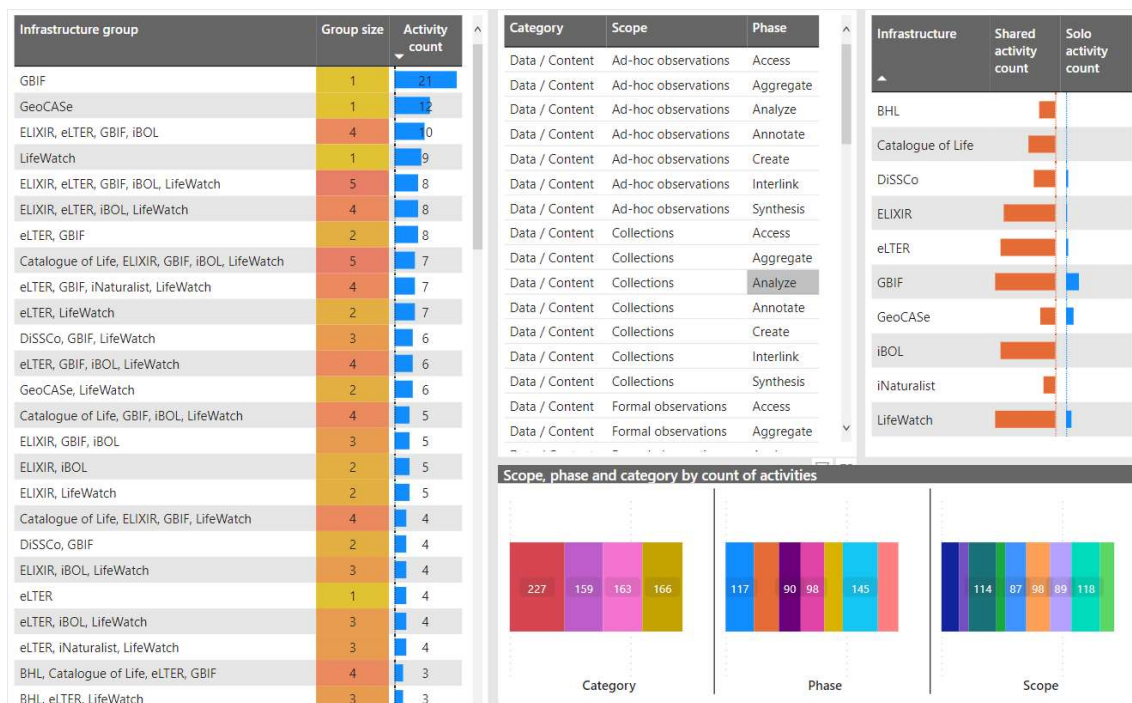 Infrastructure group Group size Activity count
GBIF 1 21
GeoCASe 1 12
ELIXIR, eLTER, GBIF, iBOL 4 10
LifeWatch 1 9
ELIXIR, eLTER, GBIF, iBOL, LifeWatch 5 8
ELIXIR, eLTER, iBOL, LifeWatch 4 8
eLTER, GBIF 2 8
Catalogue of Life, ELIXIR, GBIF, iBOL, LifeWatch 5 7
eLTER, GBIF, iNaturalist, LifeWatch 4 7
eLTER, LifeWatch 2 7
DiSSCo, GBIF, LifeWatch 3 6
eLTER, GBIF, iBOL, LifeWatch 4 6
GeoCASe, LifeWatch 2 6
Catalogue of Life, GBIF, iBOL, LifeWatch 4 5
ELIXIR, GBIF, iBOL 3 5
ELIXIR, iBOL 2 5
ELIXIR, LifeWatch 2 5
Catalogue of Life, ELIXIR, GBIF, LifeWatch 4 4
DiSSCo, GBIF 2 4
ELIXIR, iBOL, LifeWatch 3 4
eLTER 1 4
eLTER, iBOL, LifeWatch 3 4
eLTER, iNaturalist, LifeWatch 3 4
BHL, Catalogue of Life, eLTER, GBIF 4 3
BHL, eLTER, LifeWatch 3 3
Category Scope Phase
Data / Content Ad-hoc observations Access
Data / Content Ad-hoc observations Aggregate
Data / Content Ad-hoc observations Analyze
Data / Content Ad-hoc observations Annotate
Data / Content Ad-hoc observations Create
Data / Content Ad-hoc observations Interlink
Data / Content Ad-hoc observations Synthesis
Data / Content Collections Access
Data / Content Collections Aggregate
Data / Content Collections Analyze
Data / Content Collections Annotate
Data / Content Collections Create
Data / Content Collections Interlink
Data / Content Collections Synthesis
Data / Content Formal observations Access
Data / Content Formal observations Aggregate
Infrastructure Shared activity count Solo activity count
BHL
Catalogue of Life
DiSSCo
ELIXIR
eLTER
GBIF
GeoCASe
iBOL
iNaturalist
LifeWatch
Scope, phase and category by count of activities
227 159 163 166
Category
117 90 98 145
Phase
114 87 98 89 118
Scope